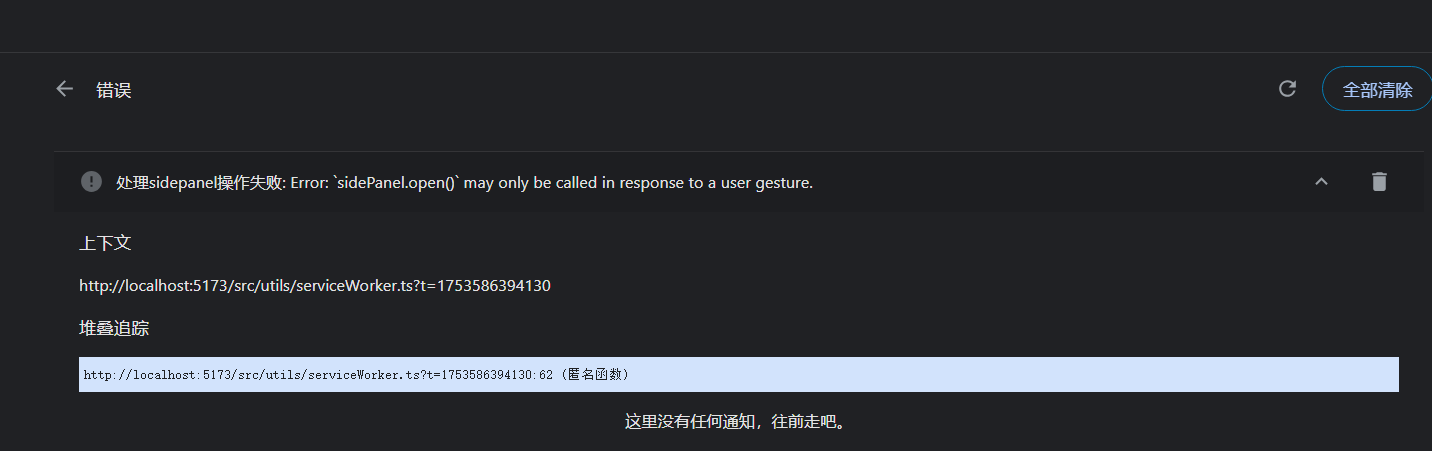 错误
全部清除
处理sidepanel操作失败: Error: `sidePanel.open()` may only be called in response to a user gesture.
上下文
http://localhost:5173/src/utils/serviceWorker.ts?t=1753586394130
堆叠追踪
http://localhost:5173/src/utils/serviceWorker.ts?t=1753586394130:62 (匿名函数)
这里没有任何通知，往前走吧。